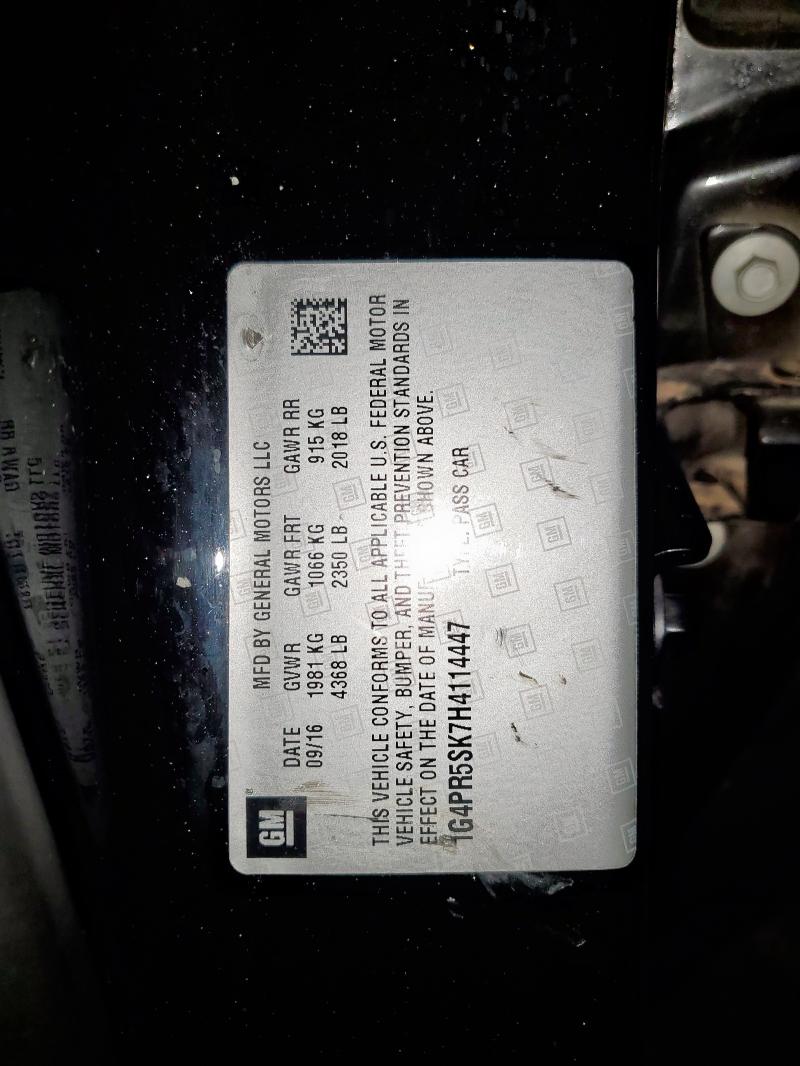 GM
MFD BY GENERAL MOTORS LLC
DATE GVWR GAWR FRT GAWR RR
09/16 1981 KG 1066 KG 915 KG
4368 LB 2350 LB 2018 LB
THIS VEHICLE CONFORMS TO ALL APPLICABLE U.S. FEDERAL MOTOR
VEHICLE SAFETY, BUMPER, AND THEFT PREVENTION STANDARDS IN
EFFECT ON THE DATE OF MANUF SHOWN ABOVE.
1G4PR5SK7H4114447 TYPE: PASS CAR